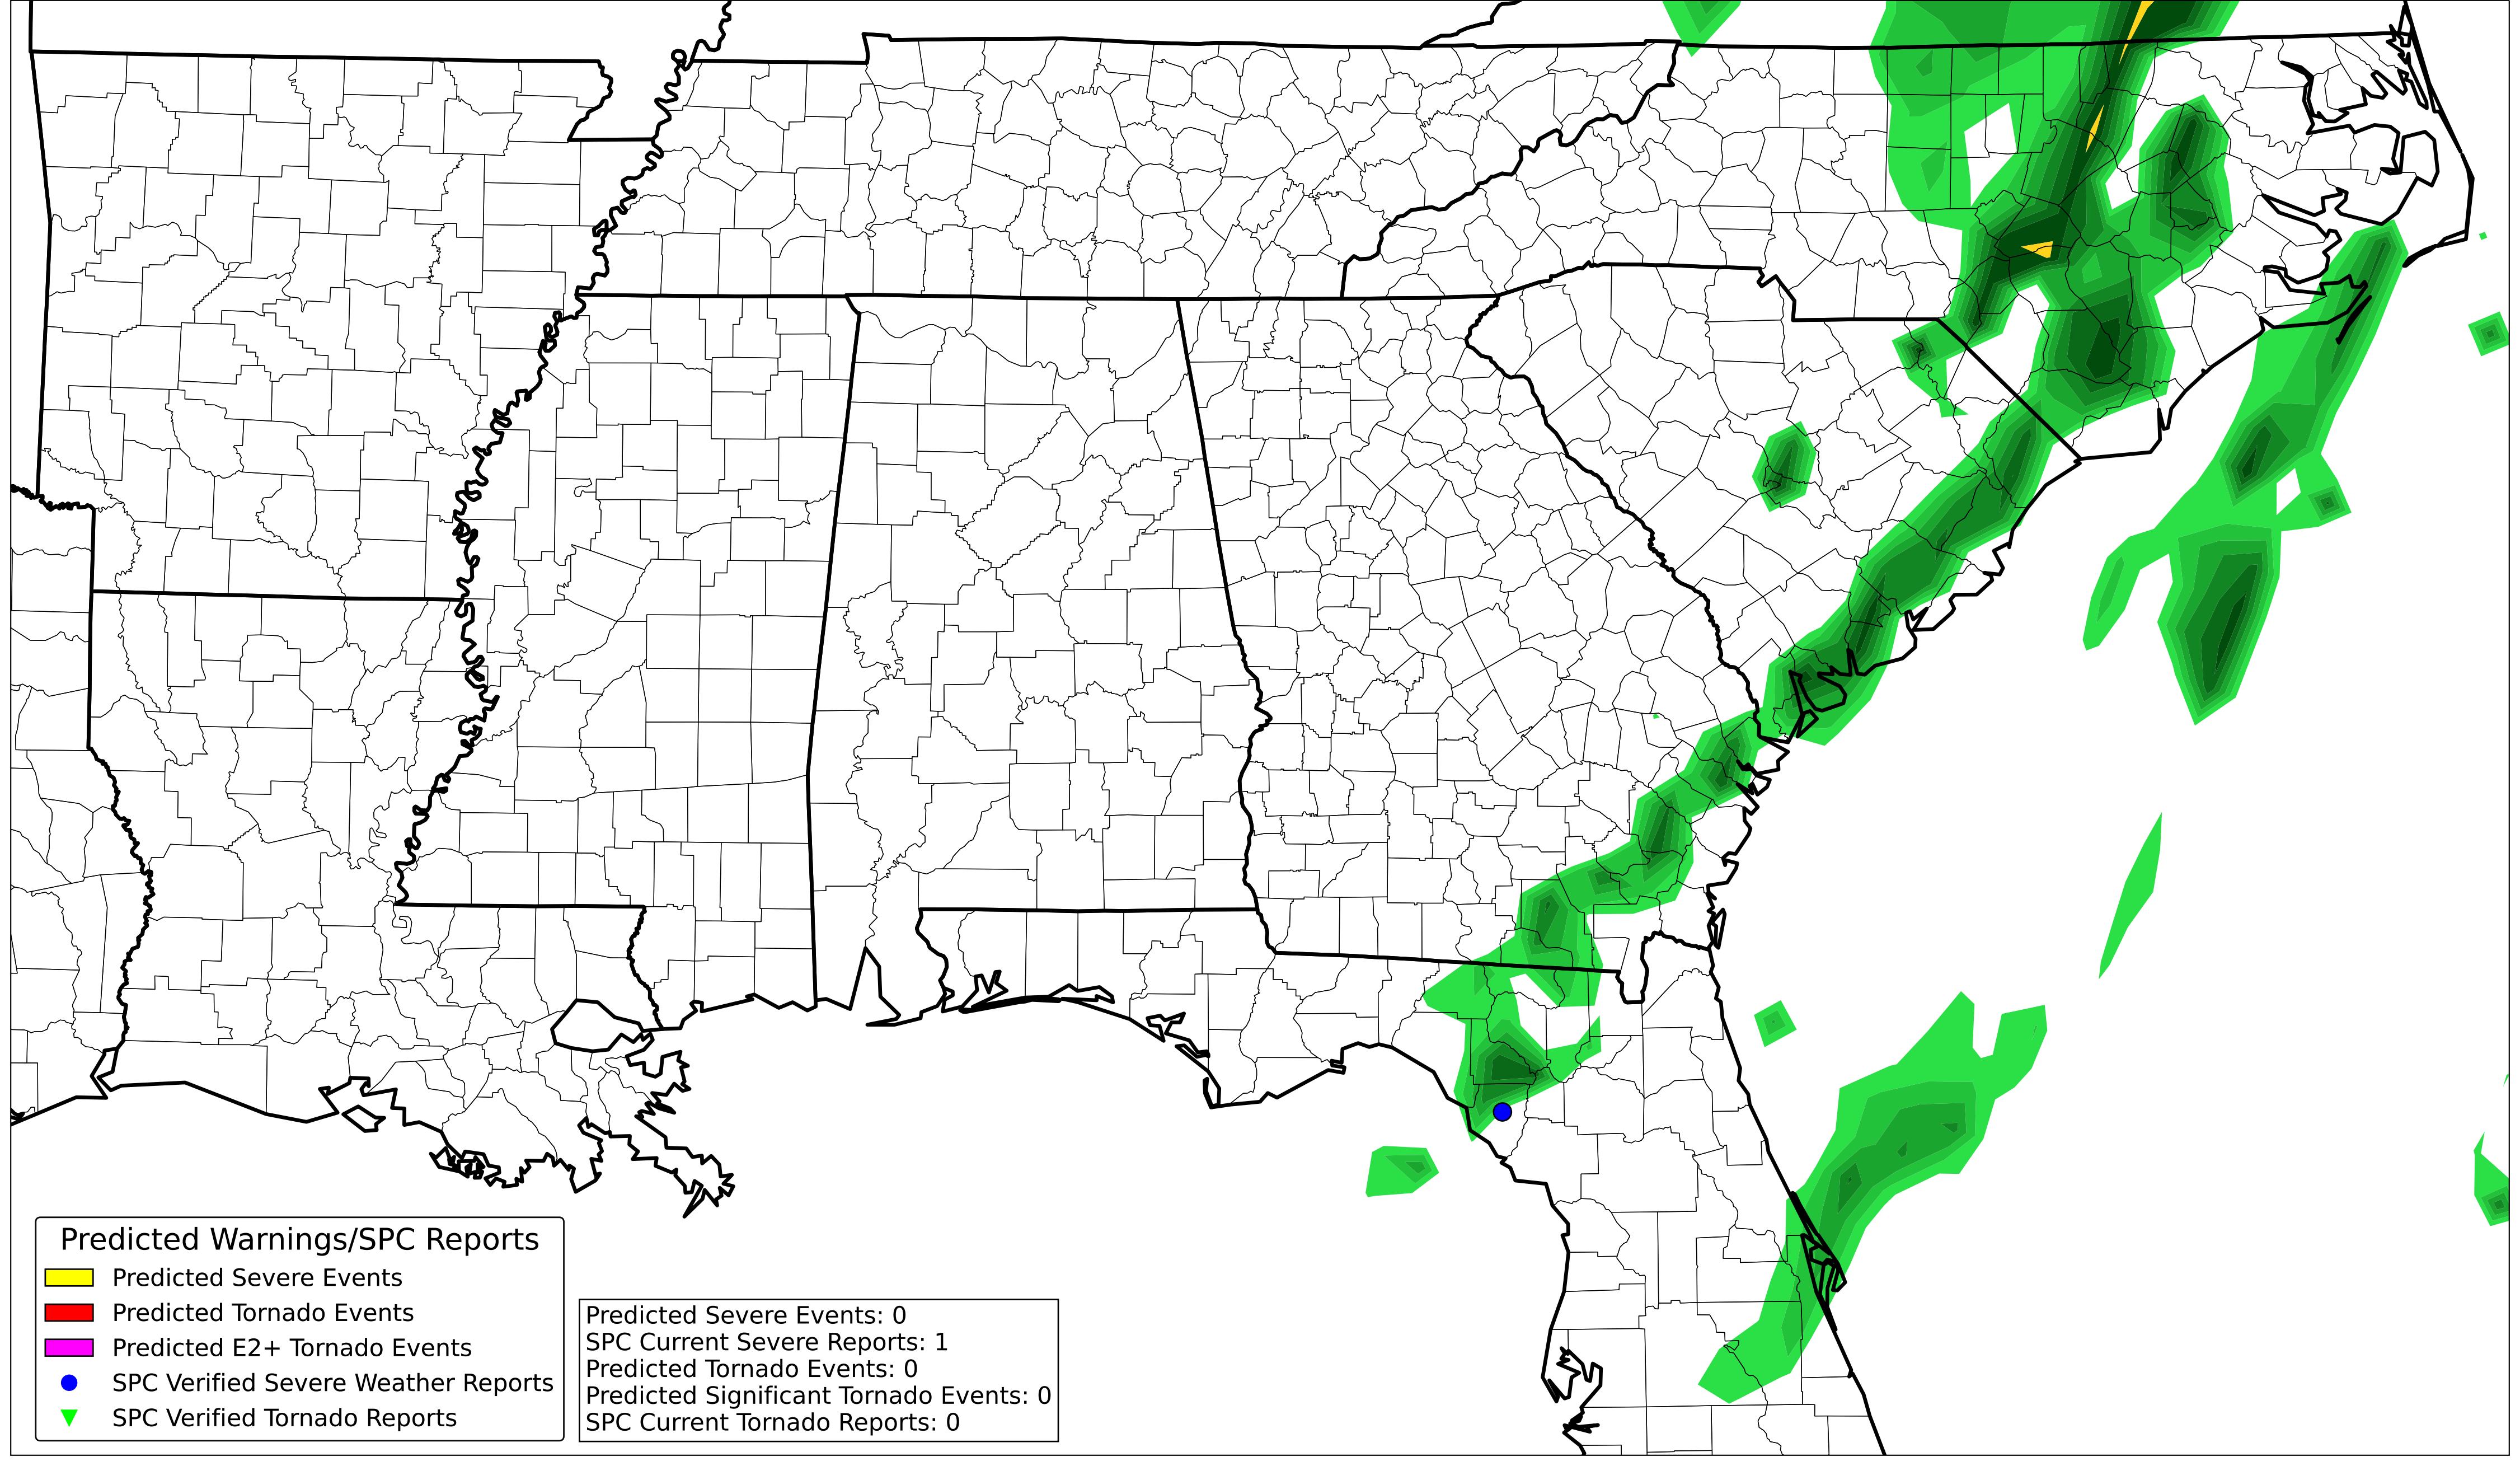 Predicted Warnings/SPC Reports
Predicted Severe Events
Predicted Tornado Events
Predicted E2+ Tornado Events
SPC Verified Severe Weather Reports
SPC Verified Tornado Reports
Predicted Severe Events: 0
SPC Current Severe Reports: 1
Predicted Tornado Events: 0
Predicted Significant Tornado Events: 0
SPC Current Tornado Reports: 0